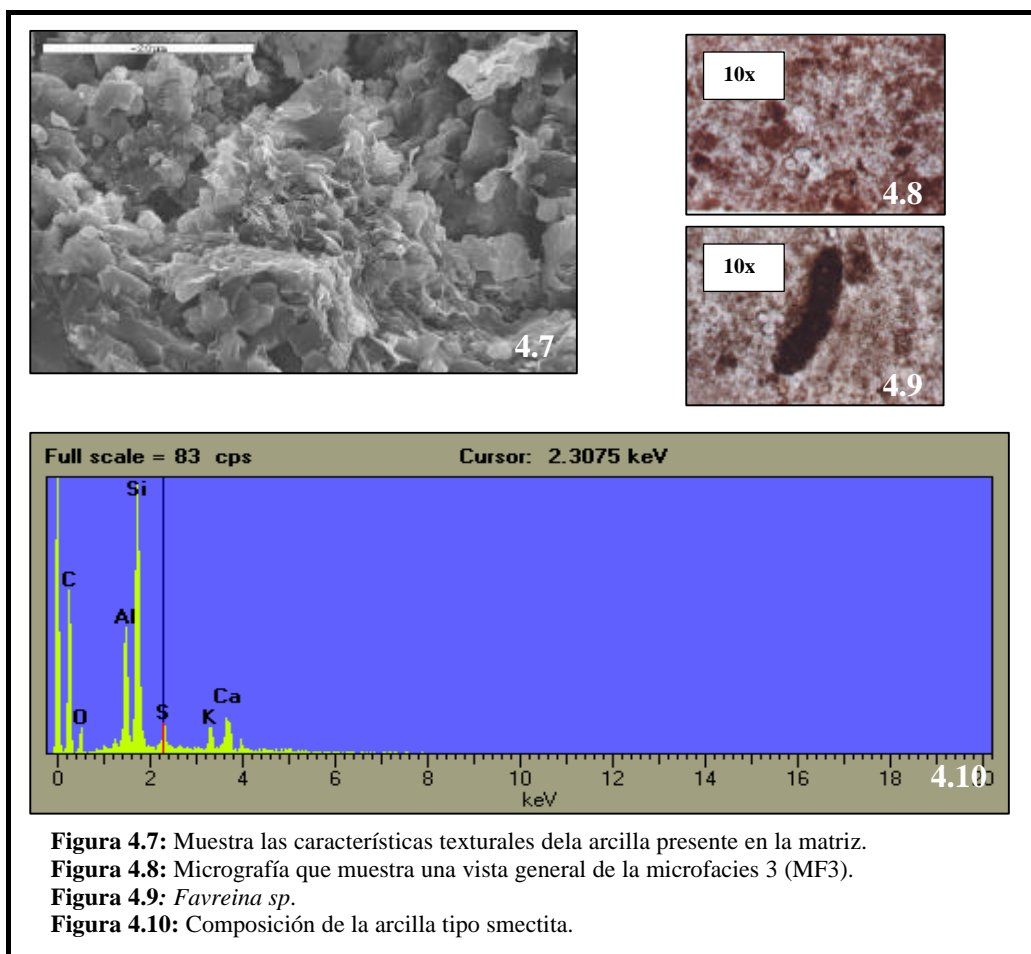 ~20µm
4.7
10x
4.8
10x
4.9
Full scale = 83 cps Cursor: 2.3075 keV
Si
C
Al
O
S
K
Ca
0 2 4 6 8 10 12 14 16 18 20
keV
4.10
Figura 4.7: Muestra las características texturales dela arcilla presente en la matriz.
Figura 4.8: Micrografía que muestra una vista general de la microfacies 3 (MF3).
Figura 4.9: Favreina sp.
Figura 4.10: Composición de la arcilla tipo smectita.